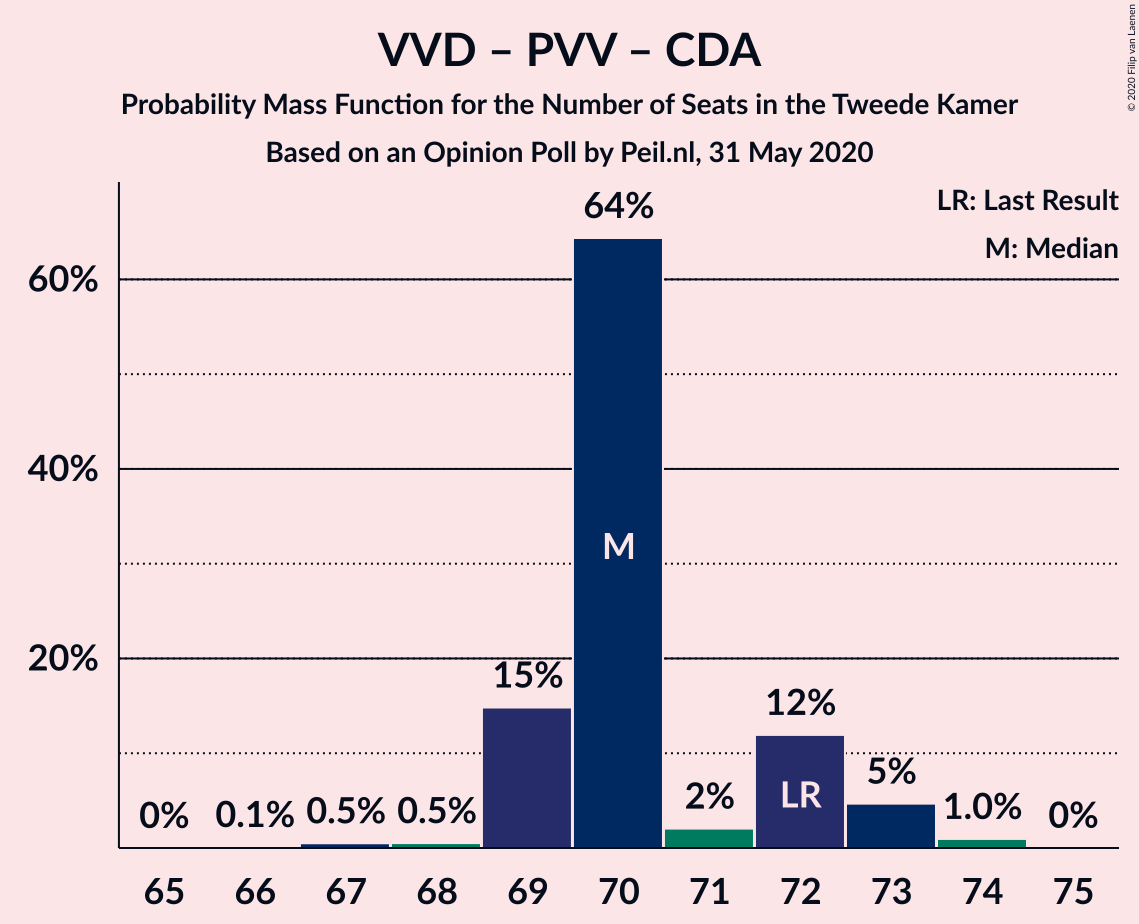 VVD – PVV – CDA
Probability Mass Function for the Number of Seats in the Tweede Kamer
Based on an Opinion Poll by Peil.nl, 31 May 2020
© 2020 Filip van Laenen
LR: Last Result
M: Median
60%
40%
20%
0%
0.1%
0.5%
0.5%
15%
64%
M
2%
12%
LR
5%
1.0%
0%
65 66 67 68 69 70 71 72 73 74 75